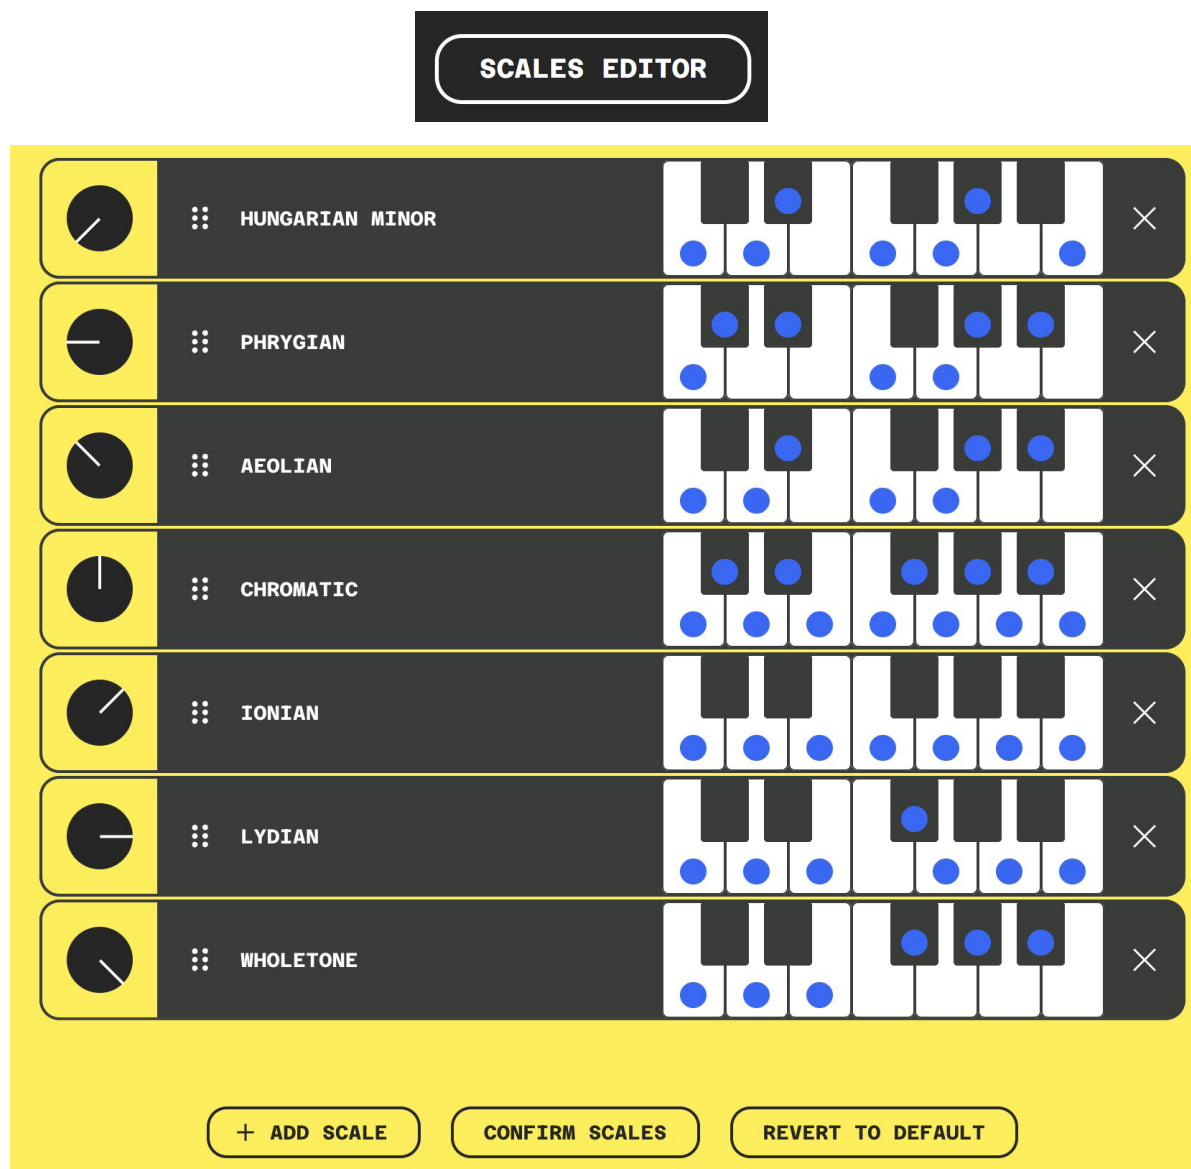 SCALES EDITOR
HUNGARIAN MINOR
PHRYGIAN
AEOLIAN
CHROMATIC
IONIAN
LYDIAN
WHOLETONE
+ ADD SCALE
CONFIRM SCALES
REVERT TO DEFAULT